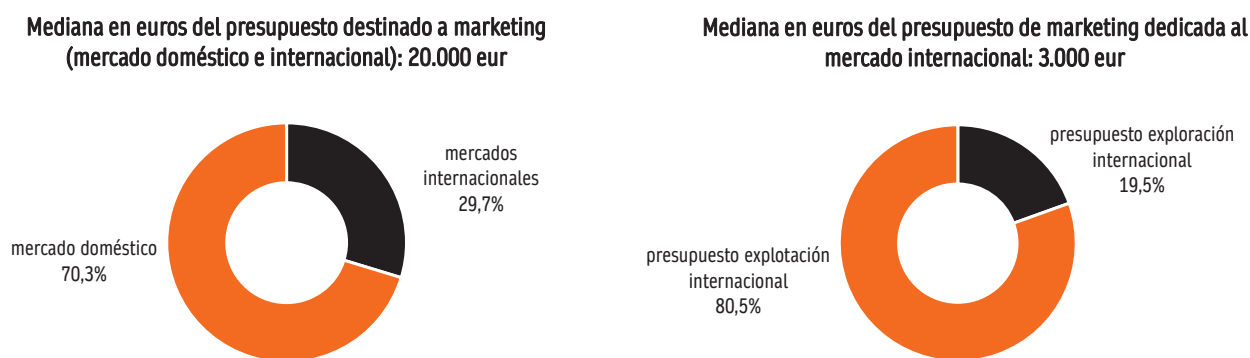 Mediana en euros del presupuesto destinado a marketing
(mercado doméstico e internacional): 20.000 eur
mercados
internacionales
29,7%
mercado doméstico
70,3%
Mediana en euros del presupuesto de marketing dedicada al
mercado internacional: 3.000 eur
presupuesto exploración
internacional
19,5%
presupuesto explotación
internacional
80,5%